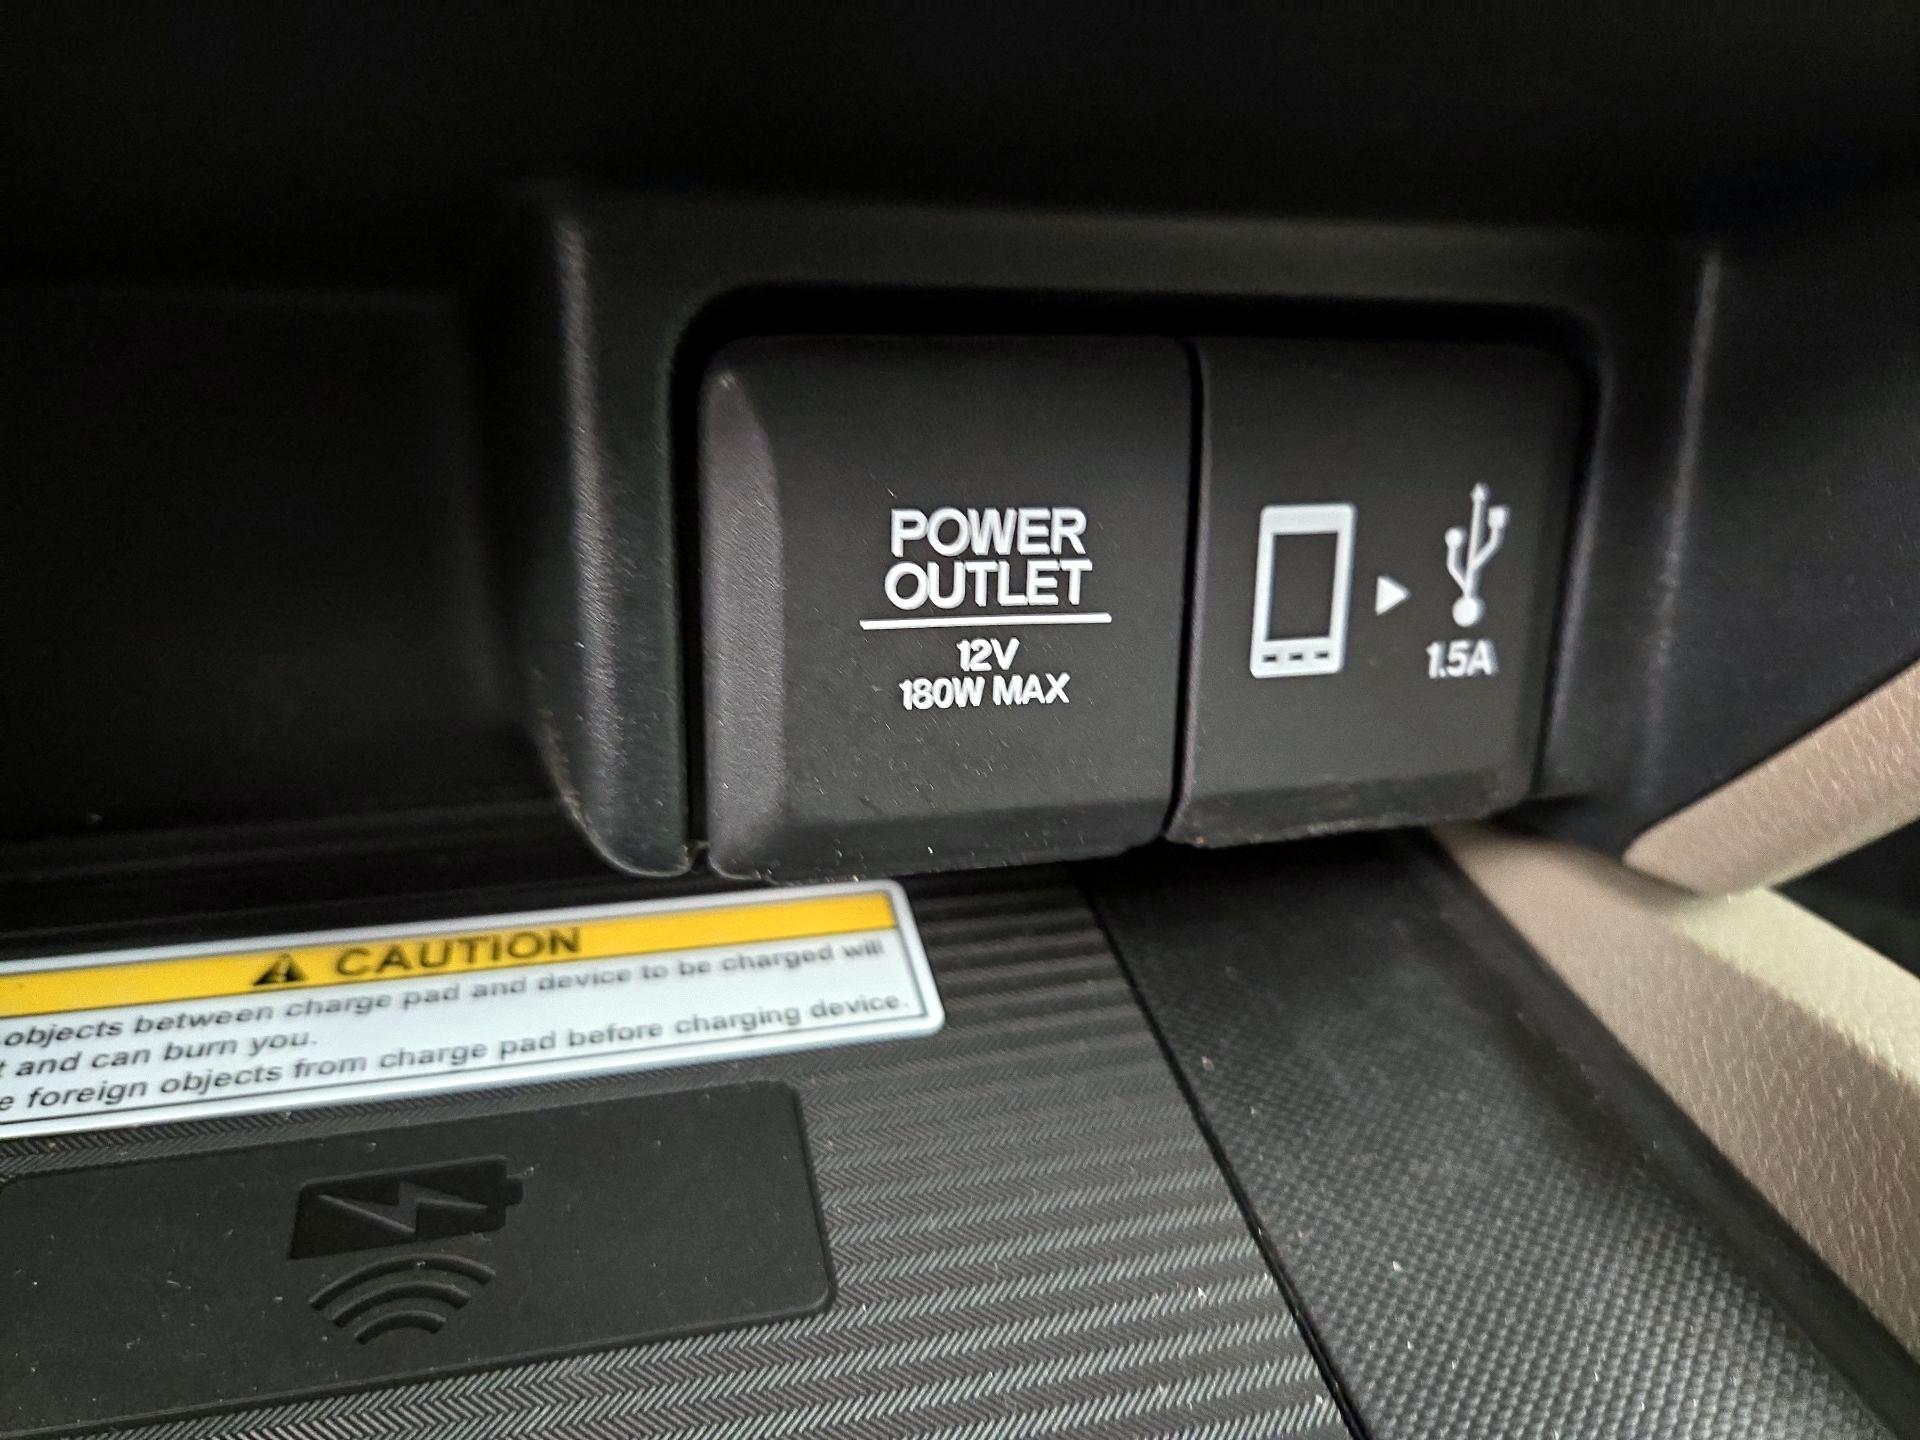 POWER
OUTLET
12V
180W MAX
1.5A
CAUTION
objects between charge pad and device to be charged will
and can burn you.
foreign objects from charge pad before charging device.